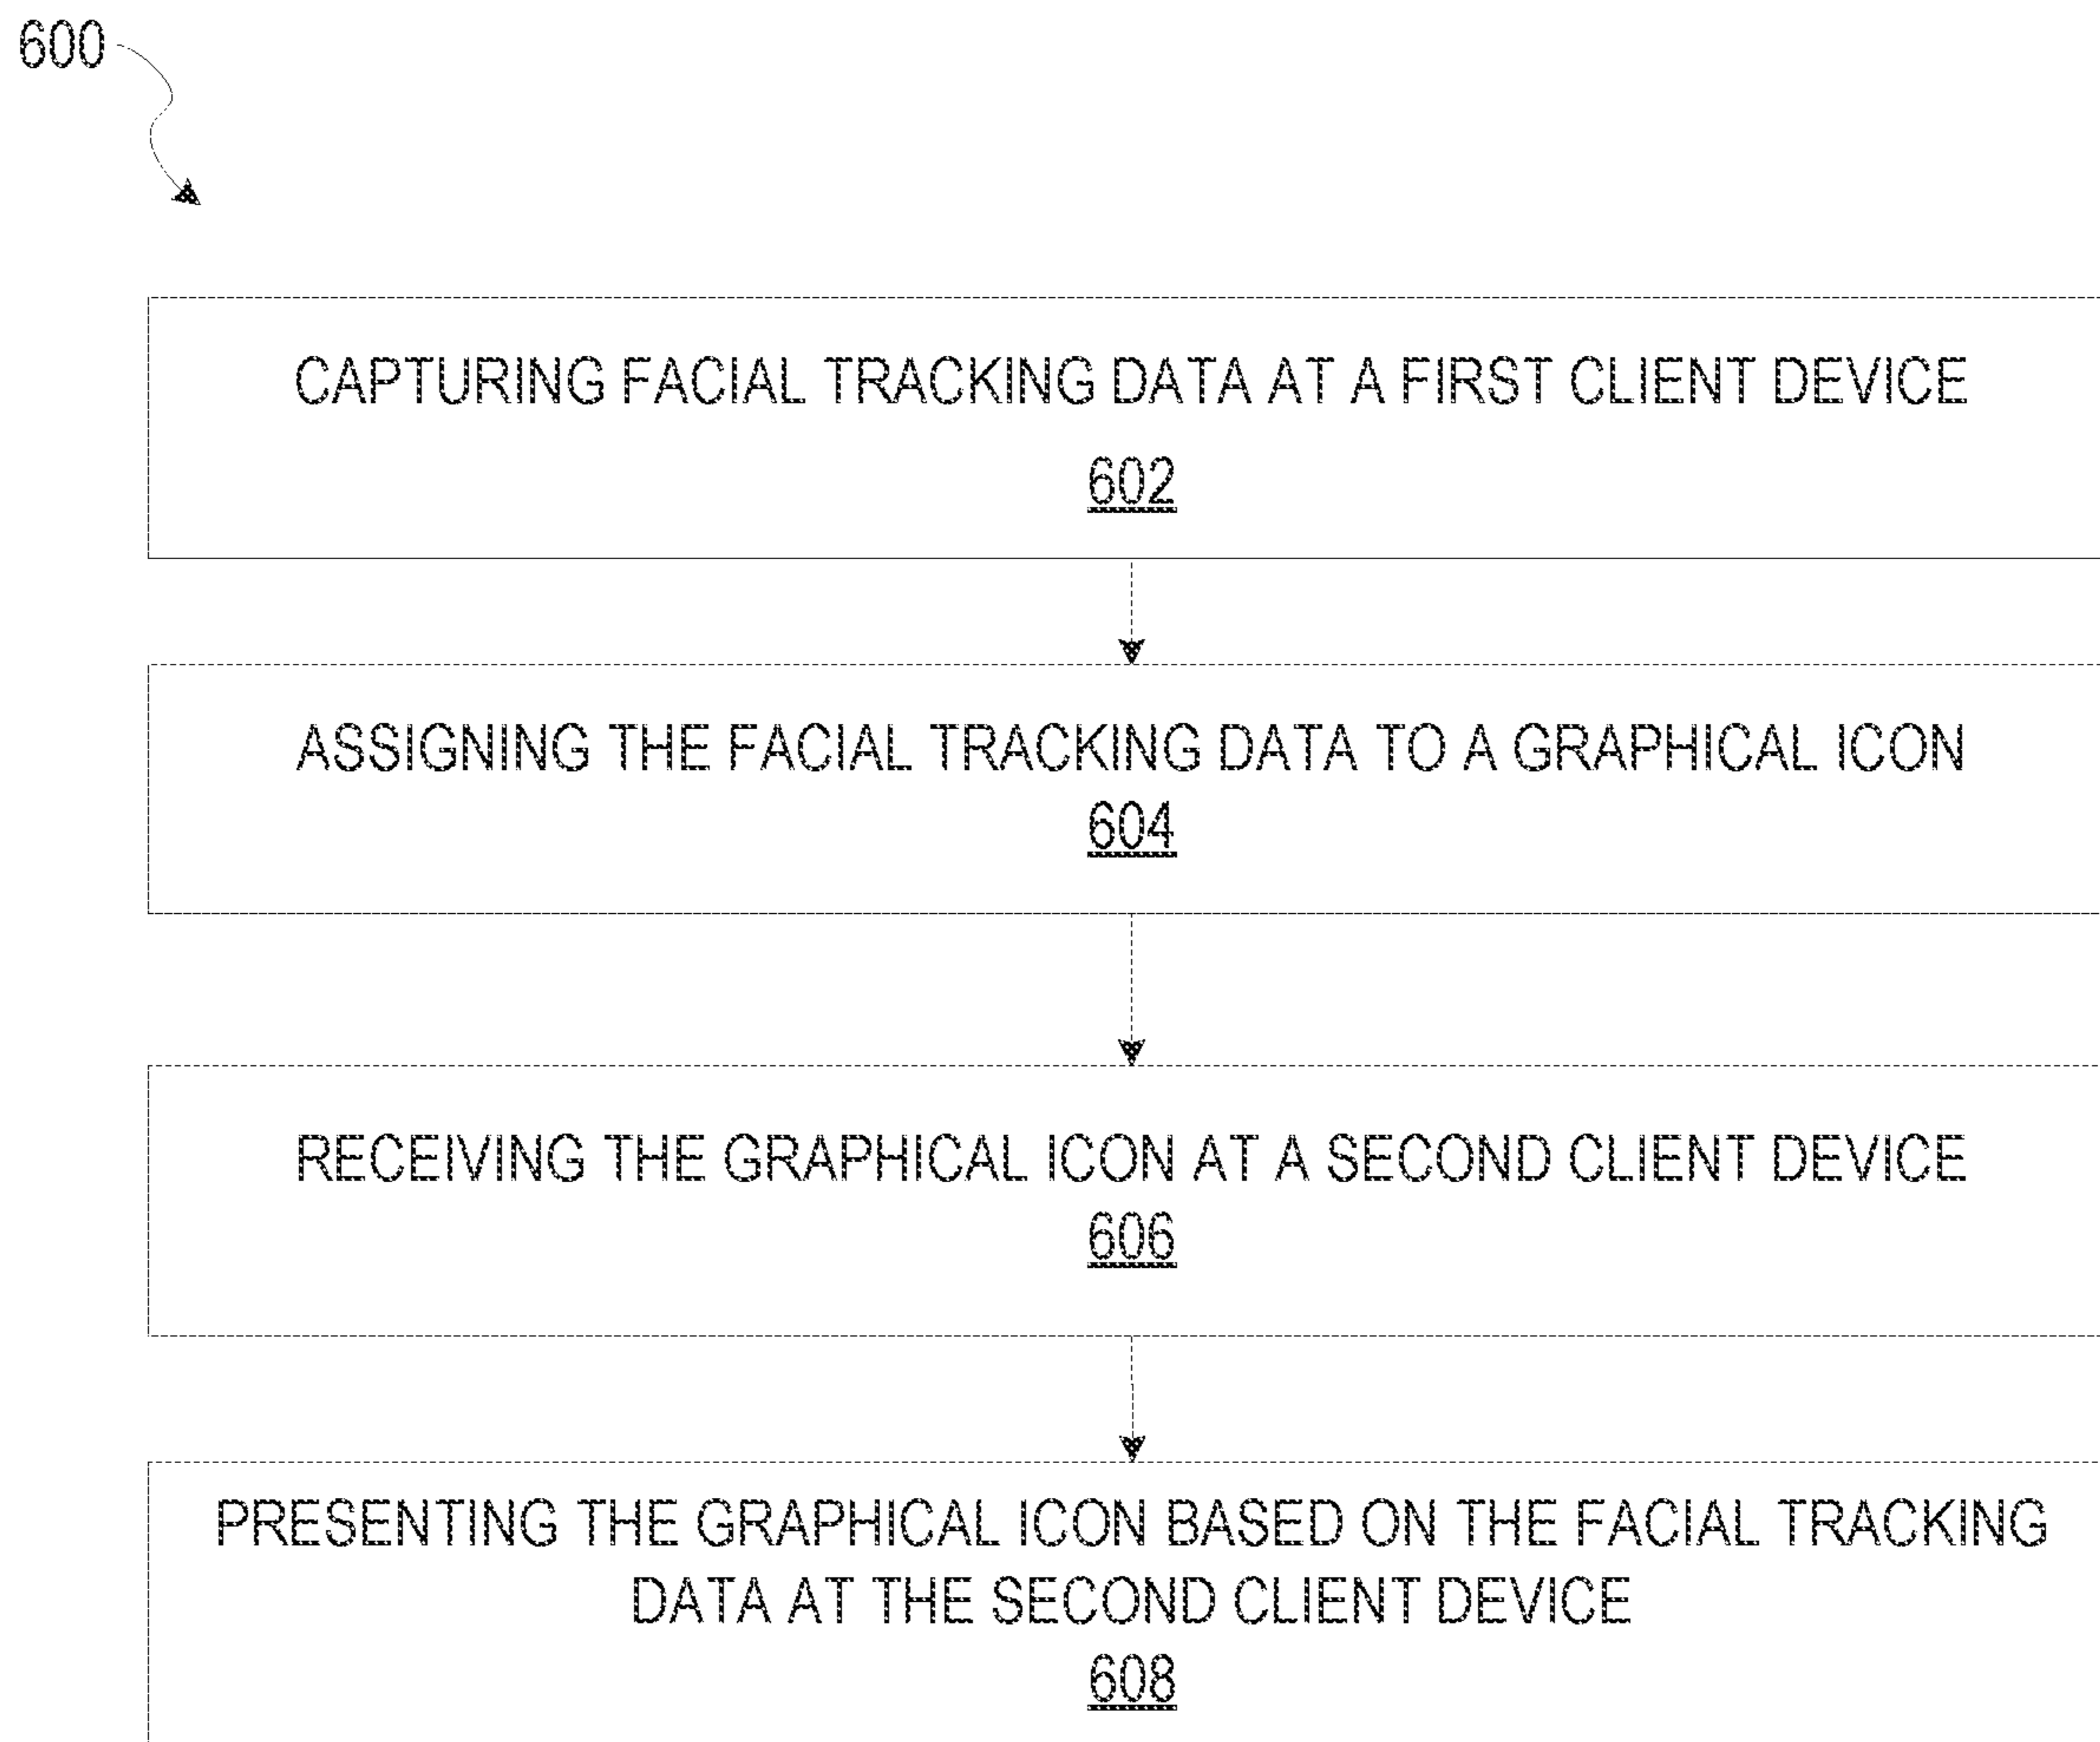 600
CAPTURING FACIAL TRACKING DATA AT A FIRST CLIENT DEVICE
602
ASSIGNING THE FACIAL TRACKING DATA TO A GRAPHICAL ICON
604
RECEIVING THE GRAPHICAL ICON AT A SECOND CLIENT DEVICE
606
PRESENTING THE GRAPHICAL ICON BASED ON THE FACIAL TRACKING
DATA AT THE SECOND CLIENT DEVICE
608